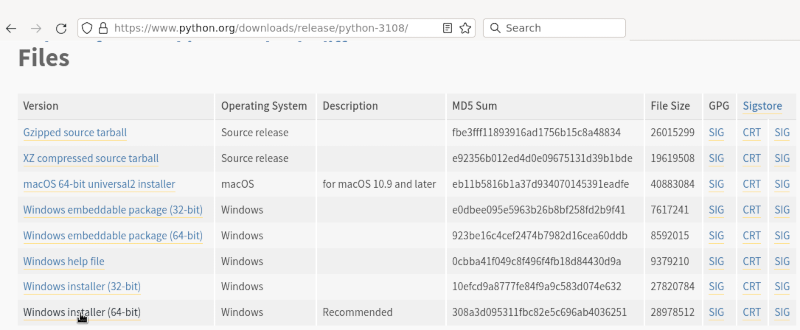 https://www.python.org/downloads/release/python-3108/ Search
Files
Version Operating System Description MD5 Sum File Size GPG Sigstore
Gzipped source tarball Source release fbe3fff11893916ad1756b15c8a48834 26015299 SIG CRT SIG
XZ compressed source tarball Source release e92356b012ed4d0e09675131d39b1bde 19619508 SIG CRT SIG
macOS 64-bit universal2 installer macOS for macOS 10.9 and later eb11b5816b1a37d934070145391eadfe 40883084 SIG CRT SIG
Windows embeddable package (32-bit) Windows e0dbee095e5963b26b8bf258fd2b9f41 7617241 SIG CRT SIG
Windows embeddable package (64-bit) Windows 923be16c4cef2474b7982d16cea60ddb 8592015 SIG CRT SIG
Windows help file Windows 0cbba41f049c8f496f4fb18d84430d9a 9379210 SIG CRT SIG
Windows installer (32-bit) Windows 10efcd9a8777fe84f9a9c583d074e632 27820784 SIG CRT SIG
Windows installer (64-bit) Windows Recommended 308a3d095311fbc82e5c696ab4036251 28978512 SIG CRT SIG